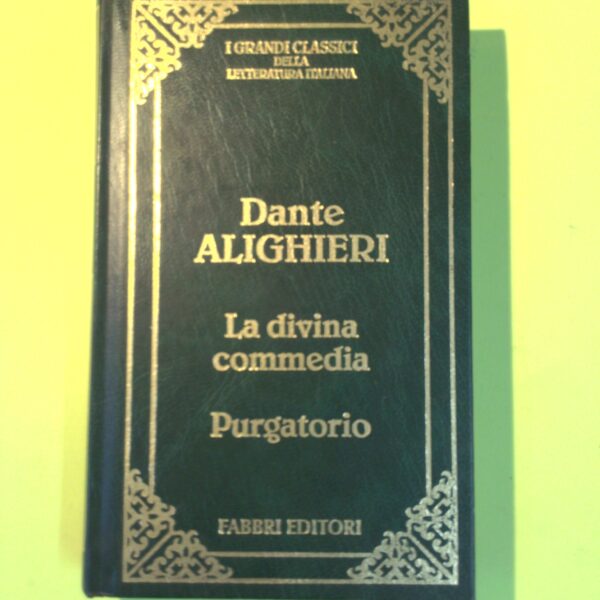 I GRANDI CLASSICI
DELLA
LETTERATURA ITALIANA
Dante
ALIGHIERI
La divina
commedia
Purgatorio
FABBRI EDITORI